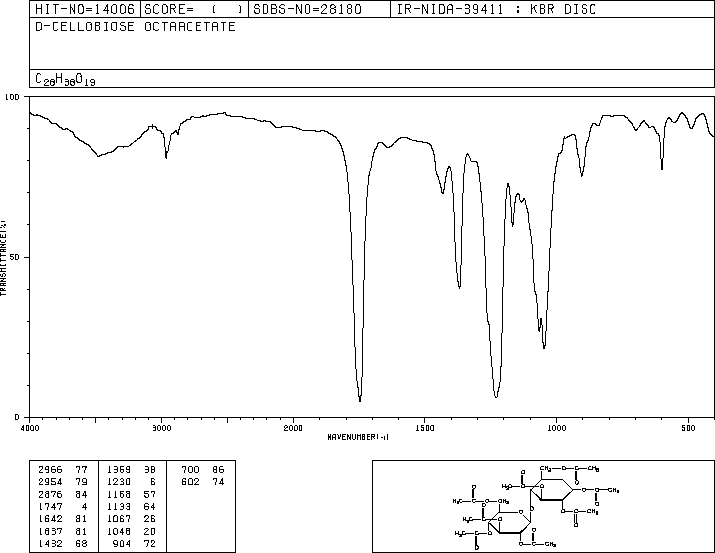 HIT-NO=14006 SCORE= ( ) SDBS-NO=28180 IR-NIDA-39411 : KBR DISC
D-CELLOBIOSE OCTAACETATE
C28H38O19
100
50
0
TRANSMITTANCE(%)
4000 3000 2000 1500 1000 500
WAVENUMBER(-1)
2966 77 1369 38 700 86
2954 79 1230 6 602 74
2876 84 1168 57
1747 4 1133 64
1642 81 1067 26
1637 81 1048 20
1432 68 904 72